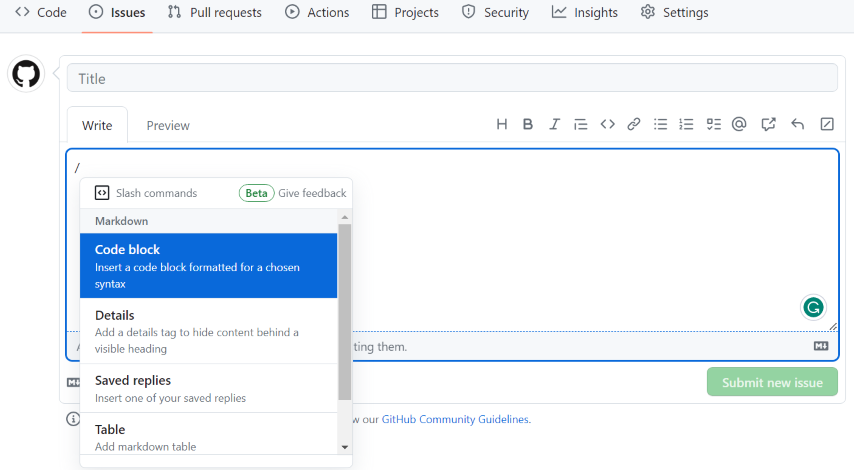 Code Issues Pull requests Actions Projects Security Insights Settings
Title
Write Preview H B I
/
Slash commands Beta Give feedback
Markdown
Code block
Insert a code block formatted for a chosen
syntax
Details
Add a details tag to hide content behind a
visible heading
ting them.
Saved replies
Insert one of your saved replies
Submit new issue
w our GitHub Community Guidelines.
Table
Add markdown table